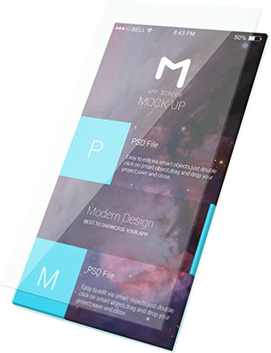 BELL 8:43 PM 50%
M
APP SCREEN
MOCK-UP
P
PSD File
Easy to edit via smart objects,just double
click on smart object,drag and drop your
project,save and close
Modern Design
BEST TO SHOWCASE YOUR APP
M
PSD File
Easy to edit via smart objects,just double
click on smart object,drag and drop your
project,save and close